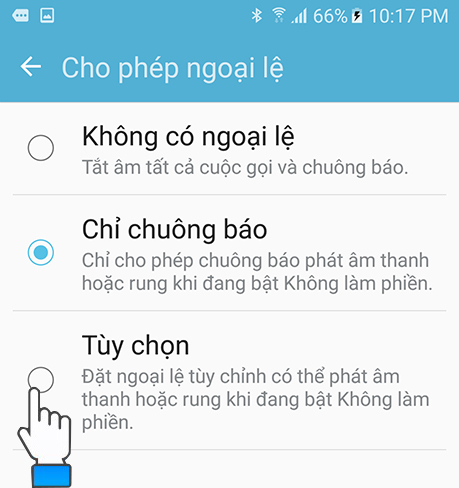 66% 10:17 PM
Cho phép ngoại lệ
Không có ngoại lệ
Tắt âm tất cả cuộc gọi và chuông báo.
Chỉ chuông báo
Chỉ cho phép chuông báo phát âm thanh
hoặc rung khi đang bật Không làm phiền.
Tùy chọn
Đặt ngoại lệ tùy chỉnh có thể phát âm
thanh hoặc rung khi đang bật Không làm
phiền.